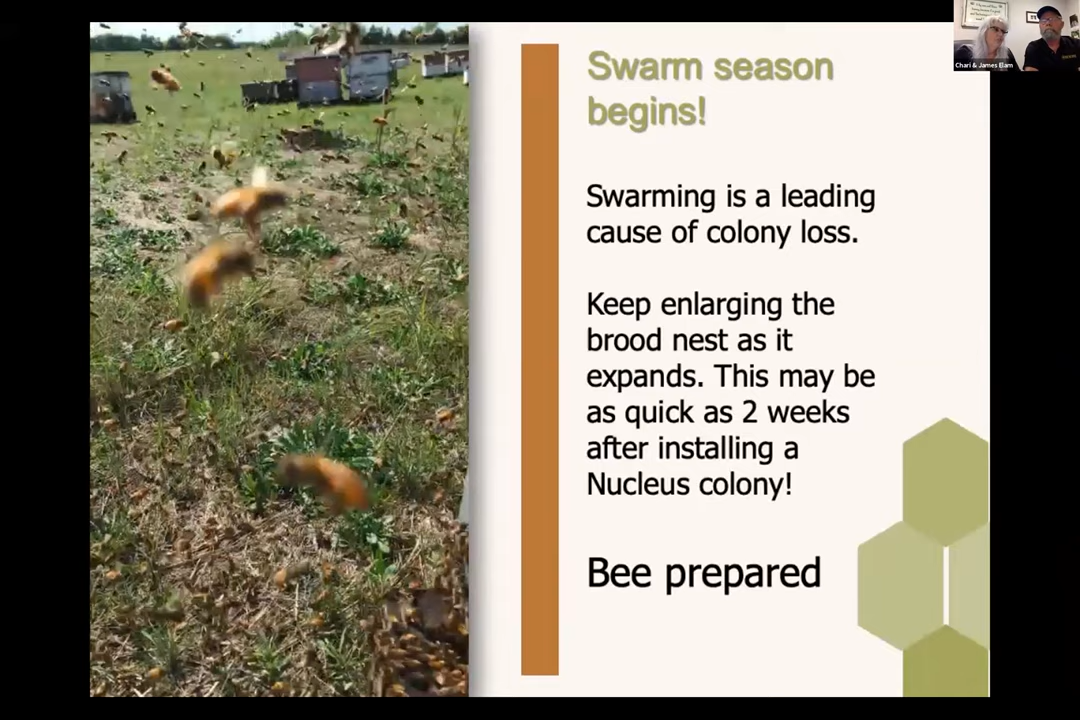 Swarm season
begins!
Swarming is a leading
cause of colony loss.
Keep enlarging the
brood nest as it
expands. This may be
as quick as 2 weeks
after installing a
Nucleus colony!
Bee prepared
Chari & James Elam